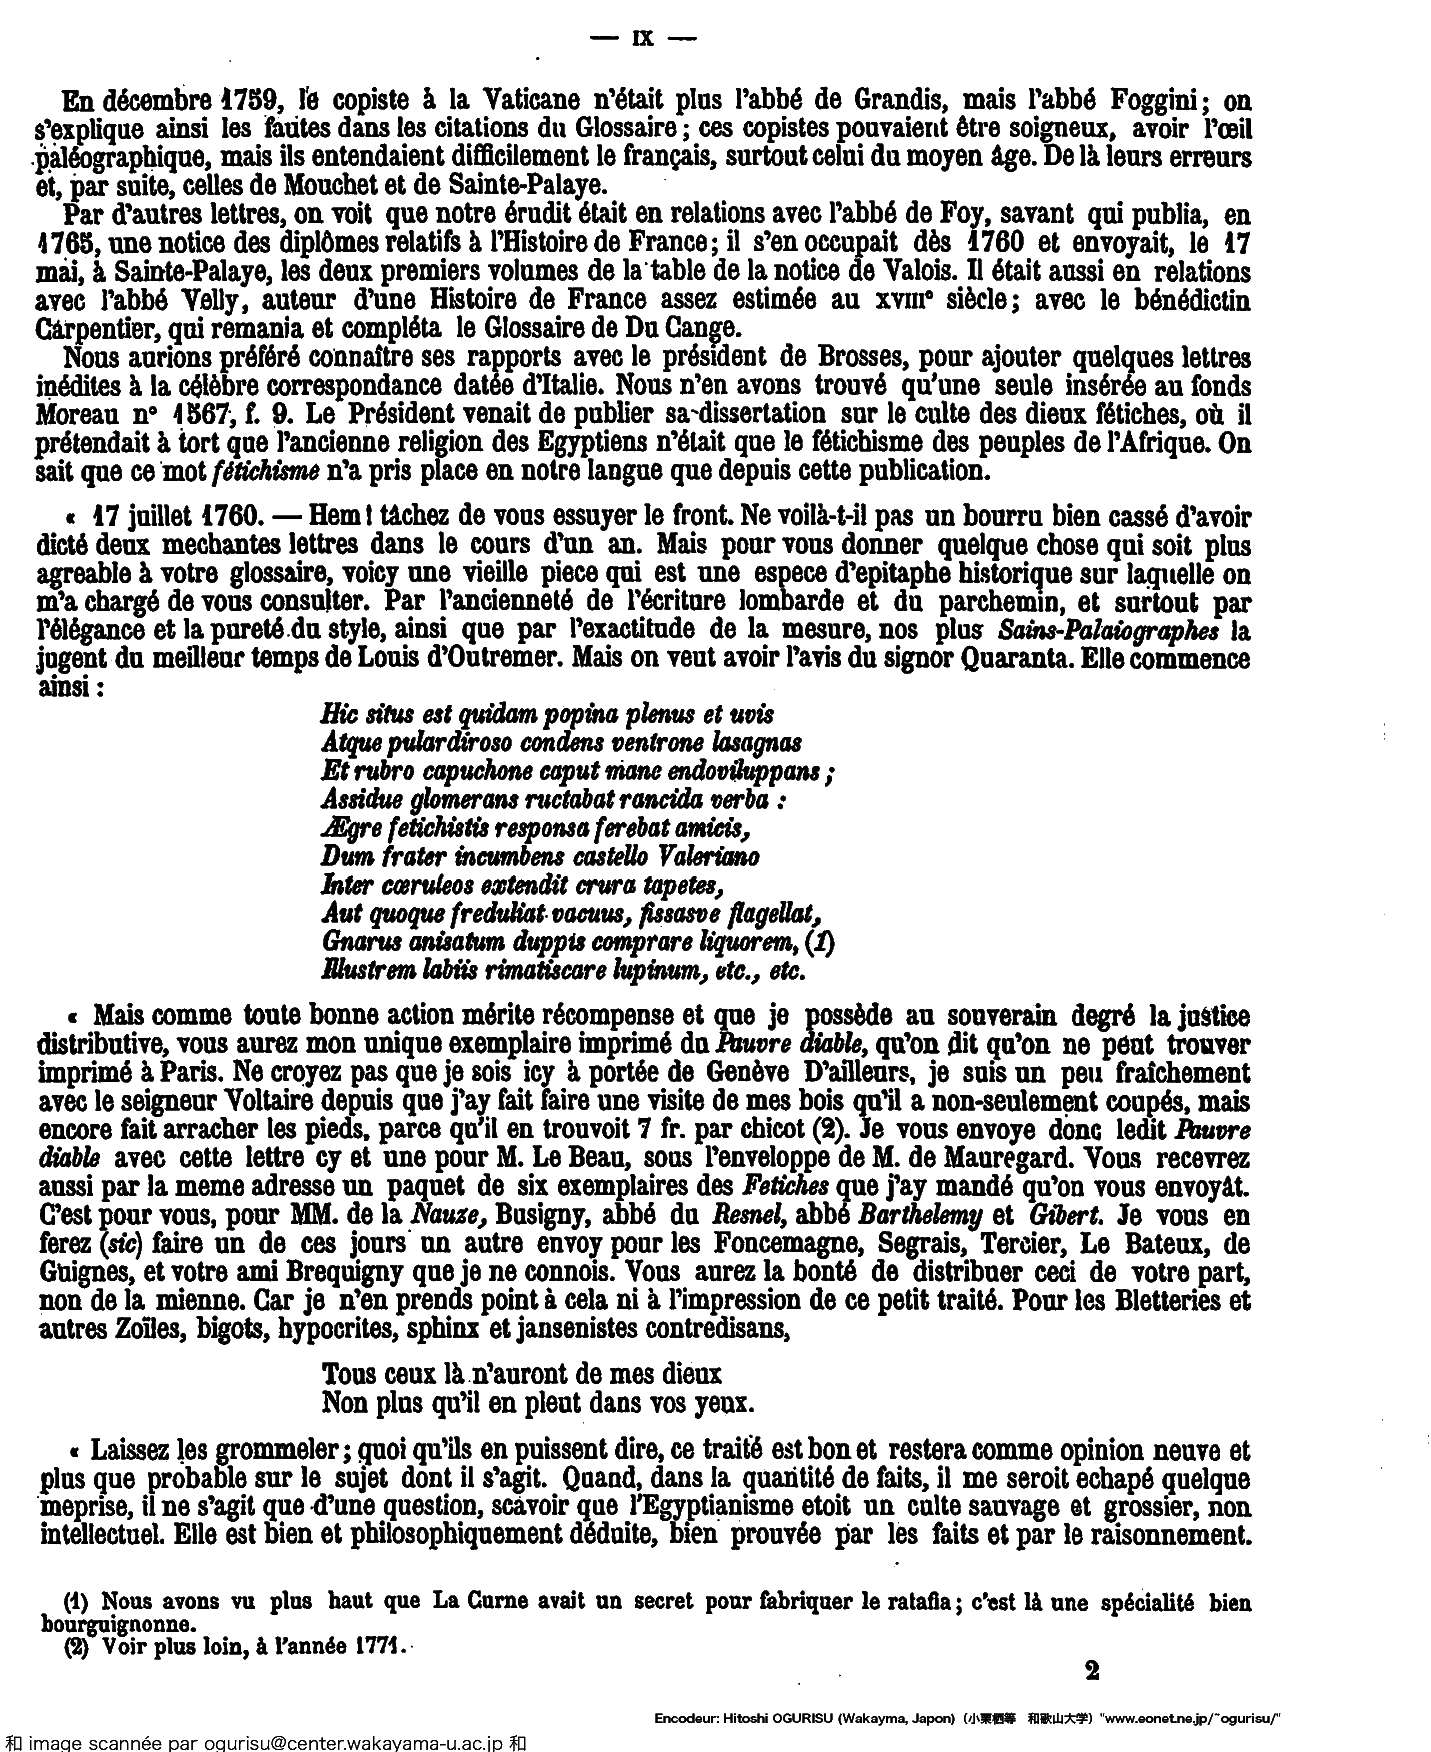 — IX —
En décembre 1759, le copiste à la Vaticane n'était plus l'abbé de Grandis, mais l'abbé Foggini; on
s'explique ainsi les fautes dans les citations du Glossaire; ces copistes pouvaient être soigneux, avoir l'œil
paléographique, mais ils entendaient difficilement le français, surtout celui du moyen âge. De là leurs erreurs
et, par suite, celles de Mouchet et de Sainte-Palaye.
Par d'autres lettres, on voit que notre érudit était en relations avec l'abbé de Foy, savant qui publia, en
1765, une notice des diplômes relatifs à l'Histoire de France; il s'en occupait dès 1760 et envoyait, le 17
mai, à Sainte-Palaye, les deux premiers volumes de la table de la notice de Valois. Il était aussi en relations
avec l'abbé Velly, auteur d'une Histoire de France assez estimée au XVIIIe siècle; avec le bénédictin
Carpentier, qui remania et compléta le Glossaire de Du Cange.
Nous aurions préféré connaître ses rapports avec le président de Brosses, pour ajouter quelques lettres
inédites à la célèbre correspondance datée d'Italie. Nous n'en avons trouvé qu'une seule insérée au fonds
Moreau n° 1567, f. 9. Le Président venait de publier sa dissertation sur le culte des dieux fétiches, où il
prétendait à tort que l'ancienne religion des Egyptiens n'était que le fétichisme des peuples de l'Afrique. On
sait que ce mot fétichisme n'a pris place en notre langue que depuis cette publication.
« 17 juillet 1760. — Hem! tâchez de vous essuyer le front. Ne voilà-t-il pas un bourru bien cassé d'avoir
dicté deux mechantes lettres dans le cours d'un an. Mais pour vous donner quelque chose qui soit plus
agreable à votre glossaire, voicy une vieille piece qui est une espece d'epitaphe historique sur laquelle on
m'a chargé de vous consulter. Par l'ancienneté de l'écriture lombarde et du parchemin, et surtout par
l'élégance et la pureté du style, ainsi que par l'exactitude de la mesure, nos plus Sains-Palaiographes la
jugent du meilleur temps de Louis d'Outremer. Mais on veut avoir l'avis du signor Quaranta. Elle commence
ainsi :
Hic situs est quidam popina plenus et uvis
Atque pulardiroso condens ventrone lasagnas
Et rubro capuchone caput manc endoviluppans;
Assidue glomerans ructabat rancida verba :
Ægre fetichistis responsa ferebat amicis,
Dum frater incumbens castello Valeriano
Inter cœruleos extendit crura tapetes,
Aut quoque freduliat vacuus, fissasve flagellat,
Gnarus anisatum duppis comprare liquorem, (1)
Illustrem labiis rimatiscare lupinum, etc., etc.
« Mais comme toute bonne action mérite récompense et que je possède au souverain degré la justice
distributive, vous aurez mon unique exemplaire imprimé du Pauvre diable, qu'on dit qu'on ne peut trouver
imprimé à Paris. Ne croyez pas que je sois icy à portée de Genève D'ailleurs, je suis un peu fraîchement
avec le seigneur Voltaire depuis que j'ay fait faire une visite de mes bois qu'il a non-seulement coupés, mais
encore fait arracher les pieds, parce qu'il en trouvoit 7 fr. par chicot (2). Je vous envoye donc ledit Pauvre
diable avec cette lettre cy et une pour M. Le Beau, sous l'enveloppe de M. de Mauregard. Vous recevrez
aussi par la meme adresse un paquet de six exemplaires des Fetiches que j'ay mandé qu'on vous envoyât.
C'est pour vous, pour MM. de la Nauze, Busigny, abbé du Resnel, abbé Barthelemy et Gibert. Je vous en
ferez (sic) faire un de ces jours un autre envoy pour les Foncemagne, Segrais, Tercier, Le Bateux, de
Guignes, et votre ami Brequigny que je ne connois. Vous aurez la bonté de distribuer ceci de votre part,
non de la mienne. Car je n'en prends point à cela ni à l'impression de ce petit traité. Pour les Bletteries et
autres Zoïles, bigots, hypocrites, sphinx et jansenistes contredisans,
Tous ceux là n'auront de mes dieux
Non plus qu'il en pleut dans vos yeux.
« Laissez les grommeler; quoi qu'ils en puissent dire, ce traité est bon et restera comme opinion neuve et
plus que probable sur le sujet dont il s'agit. Quand, dans la quantité de faits, il me seroit echapé quelque
meprise, il ne s'agit que d'une question, scavoir que l'Egyptianisme etoit un culte sauvage et grossier, non
intellectuel. Elle est bien et philosophiquement déduite, bien prouvée par les faits et par le raisonnement.
(1) Nous avons vu plus haut que La Curne avait un secret pour fabriquer le ratafia; c'est là une spécialité bien
bourguignonne.
(2) Voir plus loin, à l'année 1771.
2
Encodeur: Hitoshi OGURISU (Wakayma, Japon) (小栗栖等 和歌山大学) "www.eonet.ne.jp/~ogurisu/"
和 image scannée par ogurisu@center.wakayama-u.ac.jp 和